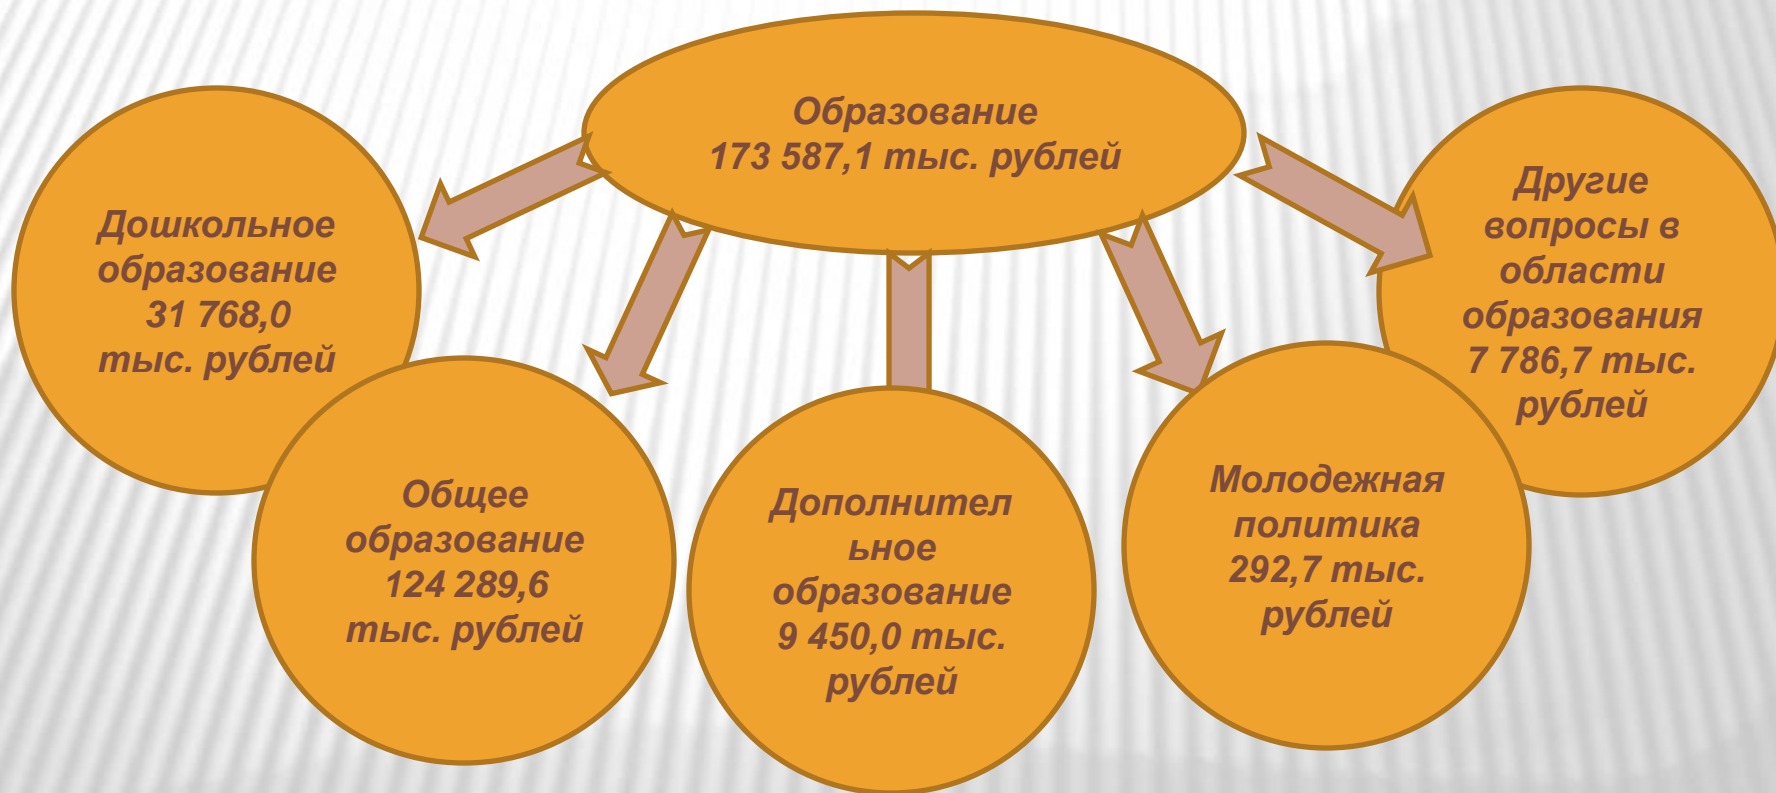 Образование
173 587,1 тыс. рублей
Дошкольное
образование
31 768,0
тыс. рублей
Общее
образование
124 289,6
тыс. рублей
Дополнител
ьное
образование
9 450,0 тыс.
рублей
Молодежная
политика
292,7 тыс.
рублей
Другие
вопросы в
области
образования
7 786,7 тыс.
рублей